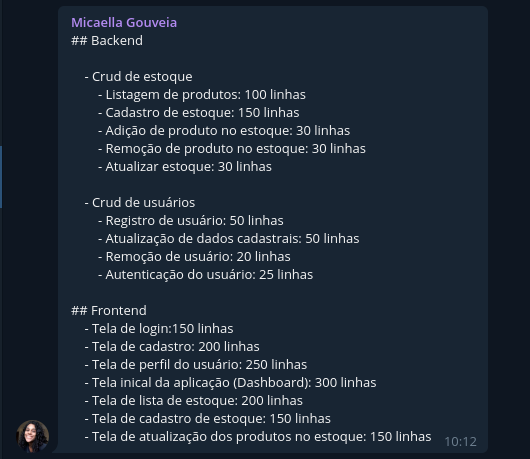 Micaella Gouveia
## Backend
- Crud de estoque
- Listagem de produtos: 100 linhas
- Cadastro de estoque: 150 linhas
- Adição de produto no estoque: 30 linhas
- Remoção de produto no estoque: 30 linhas
- Atualizar estoque: 30 linhas
- Crud de usuários
- Registro de usuário: 50 linhas
- Atualização de dados cadastrais: 50 linhas
- Remoção de usuário: 20 linhas
- Autenticação do usuário: 25 linhas
## Frontend
- Tela de login:150 linhas
- Tela de cadastro: 200 linhas
- Tela de perfil do usuário: 250 linhas
- Tela inical da aplicação (Dashboard): 300 linhas
- Tela de lista de estoque: 200 linhas
- Tela de cadastro de estoque: 150 linhas
- Tela de atualização dos produtos no estoque: 150 linhas
10:12